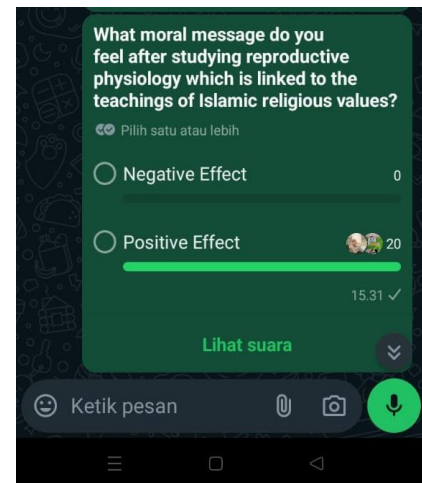 What moral message do you
feel after studying reproductive
physiology which is linked to the
teachings of Islamic religious values?
Pilih satu atau lebih
Negative Effect 0
Positive Effect 20
15.31
Lihat suara
Ketik pesan